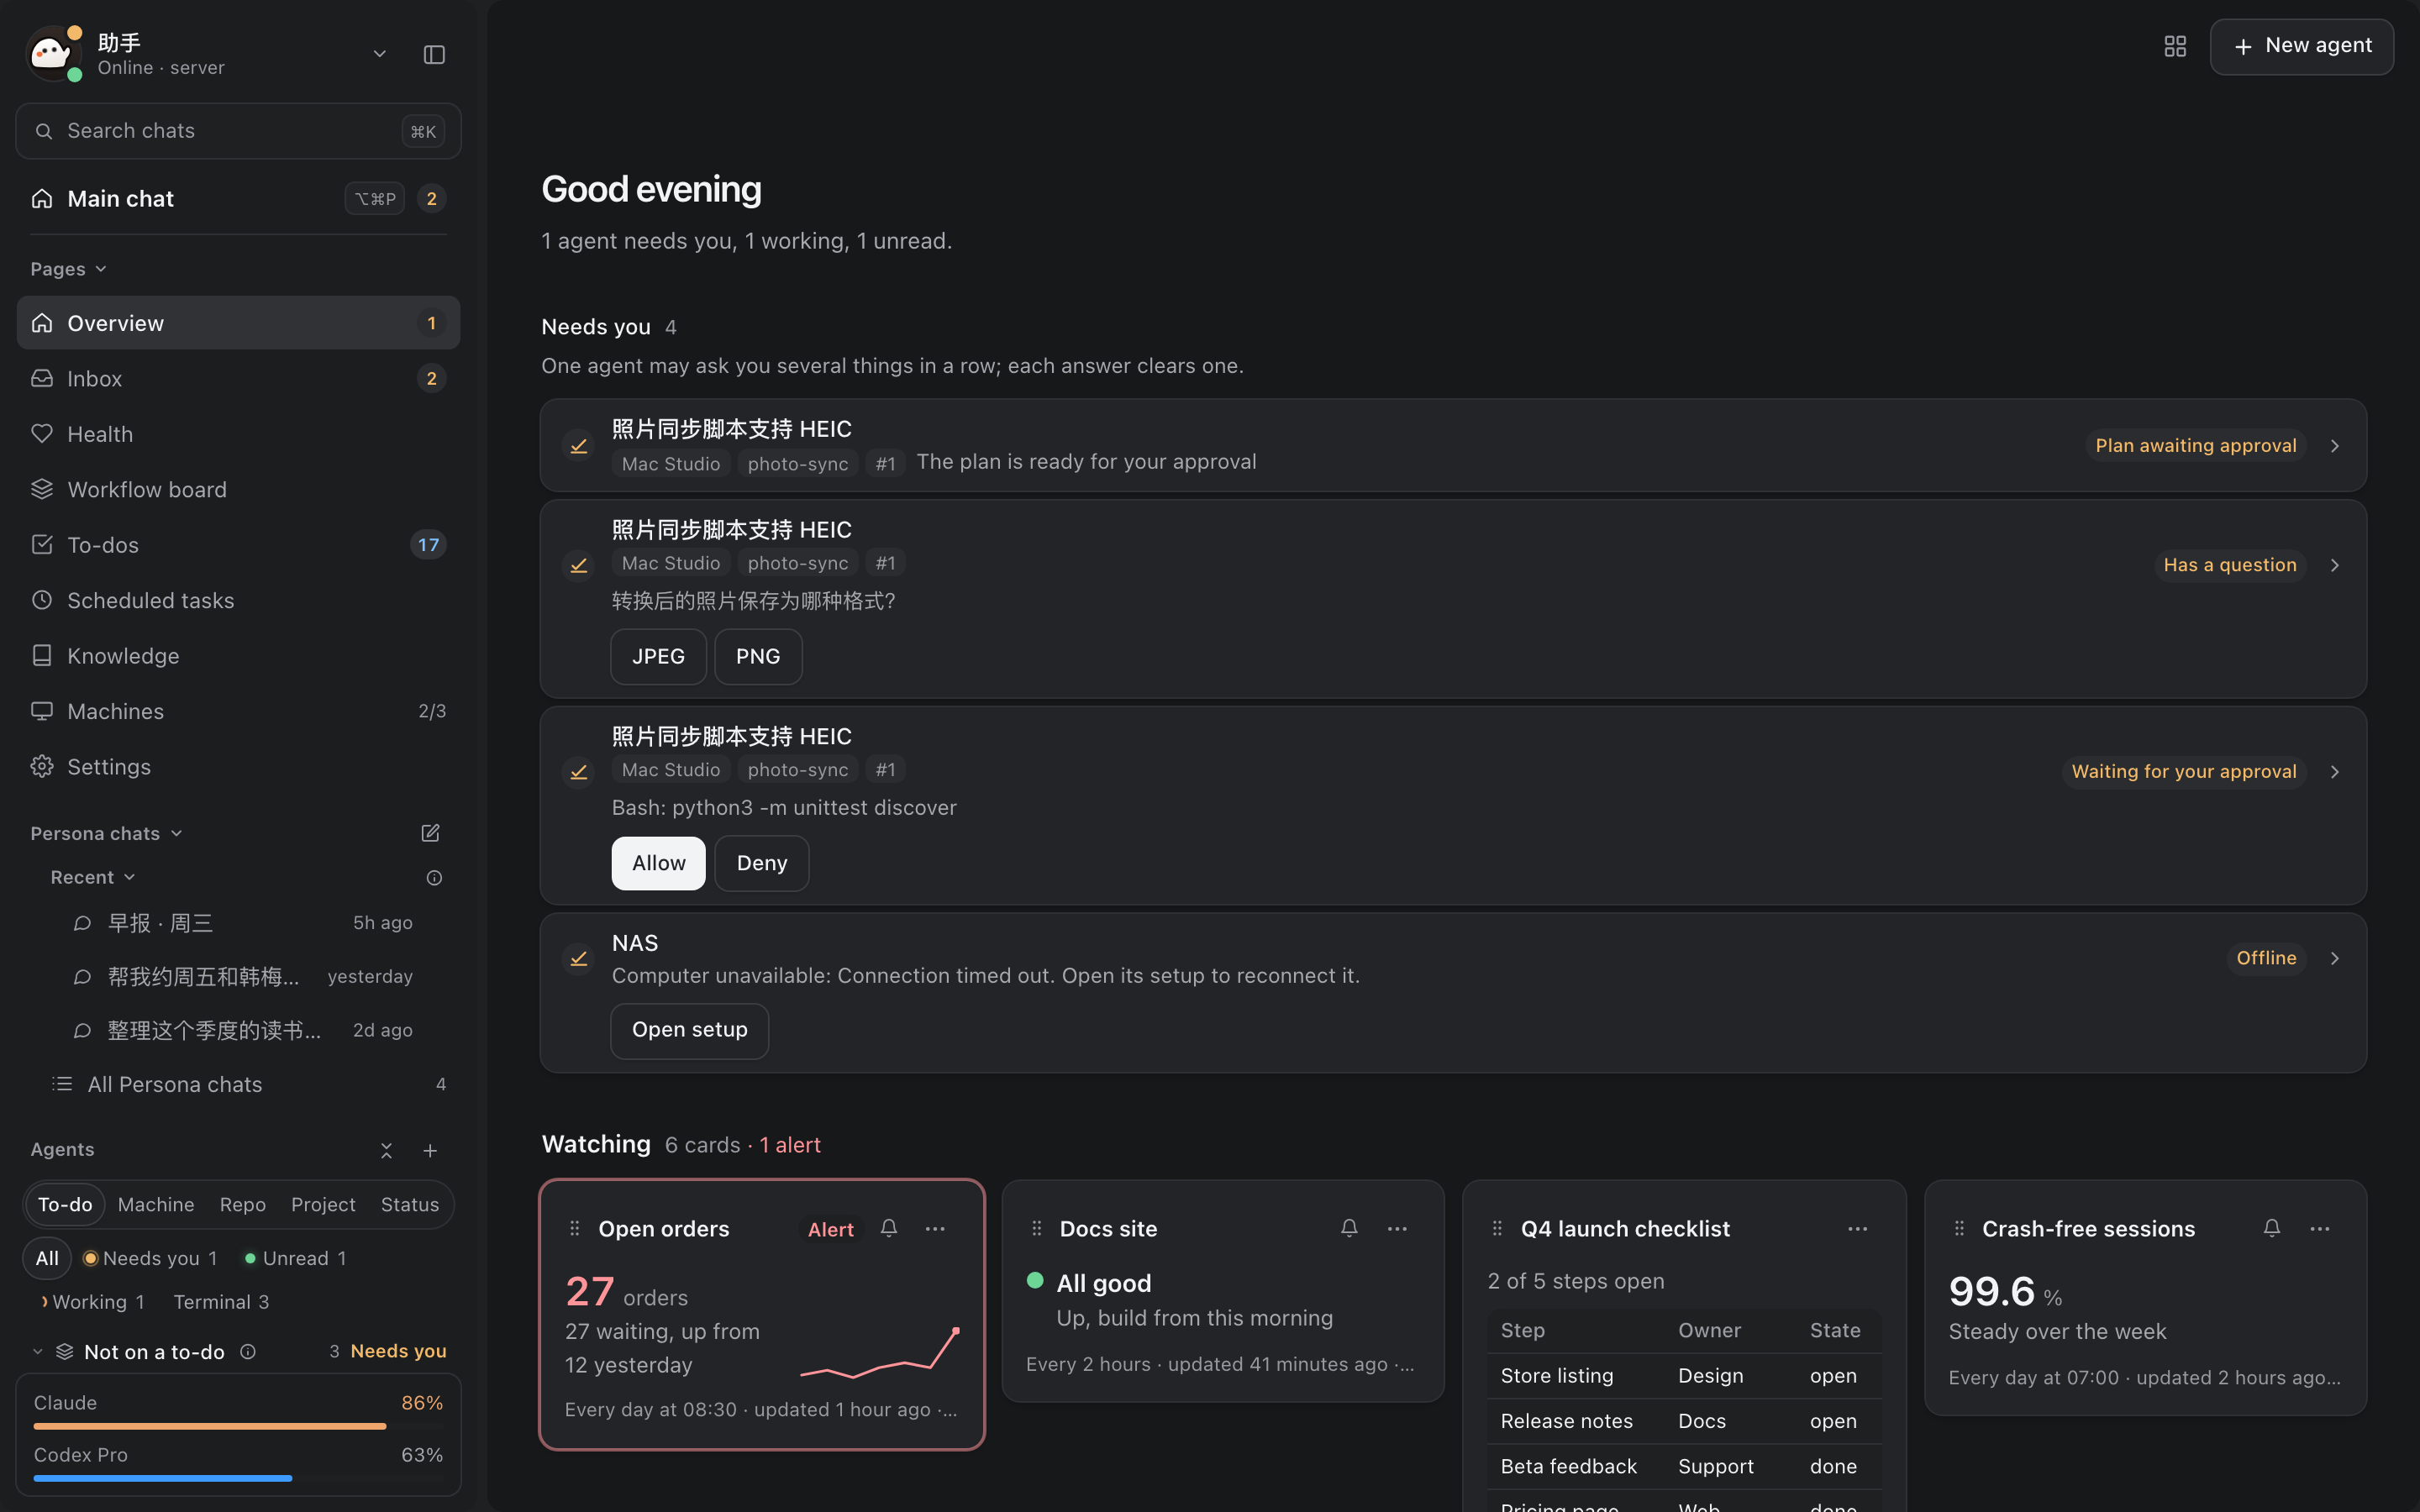 助手
Online · server
Search chats ⌘K
Main chat ⌥⌘P 2
Pages
Overview 1
Inbox 2
Health
Workflow board
To-dos 17
Scheduled tasks
Knowledge
Machines 2/3
Settings
Persona chats
Recent
早报 · 周三 5h ago
帮我约周五和韩梅... yesterday
整理这个季度的读书... 2d ago
All Persona chats 4
Agents
To-do Machine Repo Project Status
All Needs you 1 Unread 1
Working 1 Terminal 3
Not on a to-do 3 Needs you
Claude 86%
Codex Pro 63%
New agent
Good evening
1 agent needs you, 1 working, 1 unread.
Needs you 4
One agent may ask you several things in a row; each answer clears one.
照片同步脚本支持 HEIC
Mac Studio photo-sync #1 The plan is ready for your approval
Plan awaiting approval
照片同步脚本支持 HEIC
Mac Studio photo-sync #1
Has a question
转换后的照片保存为哪种格式?
JPEG PNG
照片同步脚本支持 HEIC
Mac Studio photo-sync #1
Waiting for your approval
Bash: python3 -m unittest discover
Allow Deny
NAS
Computer unavailable: Connection timed out. Open its setup to reconnect it.
Offline
Open setup
Watching 6 cards · 1 alert
Open orders Alert
27 orders
27 waiting, up from
12 yesterday
Every day at 08:30 · updated 1 hour ago ·...
Docs site
All good
Up, build from this morning
Every 2 hours · updated 41 minutes ago ·...
Q4 launch checklist
2 of 5 steps open
Step Owner State
Store listing Design open
Release notes Docs open
Beta feedback Support done
Pricing page Web done
Crash-free sessions
99.6 %
Steady over the week
Every day at 07:00 · updated 2 hours ago...